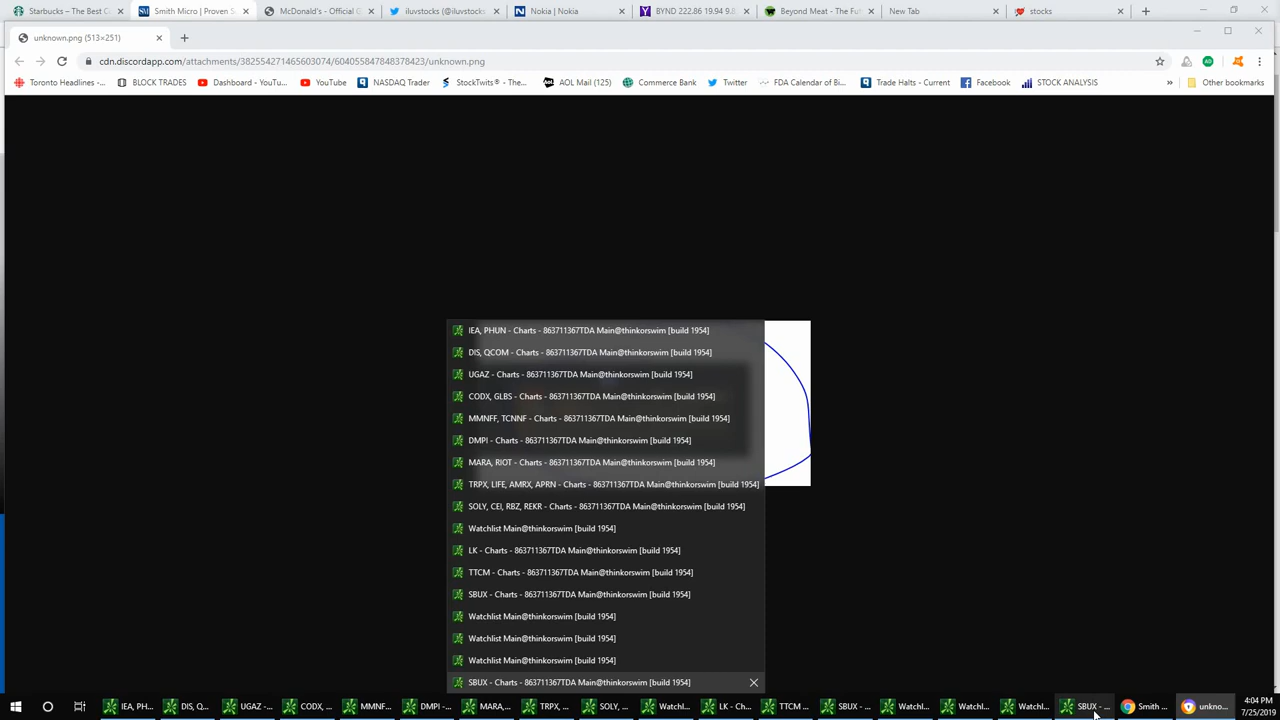 Starbucks – The Best C
Smith Micro | Proven S
McDonald's - Official G
iluvstocks (@iluvstocks
Nokia | Nokia
BYND 222.86 19.94 9.8
Beyond Meat - The Fut
New Tab
stocks
unknown.png (513×251)
cdn.discordapp.com/attachments/382554271465603074/604055847848378423/unknown.png
Toronto Headlines -...
BLOCK TRADES
Dashboard - YouTu...
YouTube
NASDAQ Trader
StockTwits® - The...
AOL Mail (125)
Commerce Bank
Twitter
FDA Calendar of Bi...
Trade Halts - Current
Facebook
STOCK ANALYSIS
»
Other bookmarks
IEA, PHUN - Charts - 863711367TDA Main@thinkorswim [build 1954]
DIS, QCOM - Charts - 863711367TDA Main@thinkorswim [build 1954]
UGAZ - Charts - 863711367TDA Main@thinkorswim [build 1954]
CODX, GLBS - Charts - 863711367TDA Main@thinkorswim [build 1954]
MMNFF, TCNNF - Charts - 863711367TDA Main@thinkorswim [build 1954]
DMPI - Charts - 863711367TDA Main@thinkorswim [build 1954]
MARA, RIOT - Charts - 863711367TDA Main@thinkorswim [build 1954]
TRPX, LIFE, AMRX, APRN - Charts - 863711367TDA Main@thinkorswim [build 1954]
SOLY, CEI, RBZ, REKR - Charts - 863711367TDA Main@thinkorswim [build 1954]
Watchlist Main@thinkorswim [build 1954]
LK - Charts - 863711367TDA Main@thinkorswim [build 1954]
TTCM - Charts - 863711367TDA Main@thinkorswim [build 1954]
SBUX - Charts - 863711367TDA Main@thinkorswim [build 1954]
Watchlist Main@thinkorswim [build 1954]
Watchlist Main@thinkorswim [build 1954]
Watchlist Main@thinkorswim [build 1954]
SBUX - Charts - 863711367TDA Main@thinkorswim [build 1954]
IEA, PH...
DIS, Q...
UGAZ -...
CODX,...
MMNF...
DMPI -...
MARA,...
TRPX,...
SOLY,...
Watchl...
LK - Ch...
TTCM -...
SBUX -...
Watchl...
Watchl...
Watchl...
SBUX - ...
Smith ...
unkno...
4:04 PM
7/25/2019